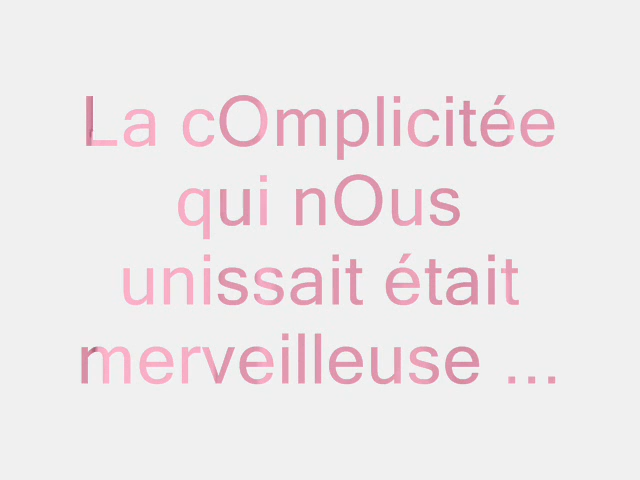 La cOmplicitée
qui nOus
unissait était
merveilleuse ...